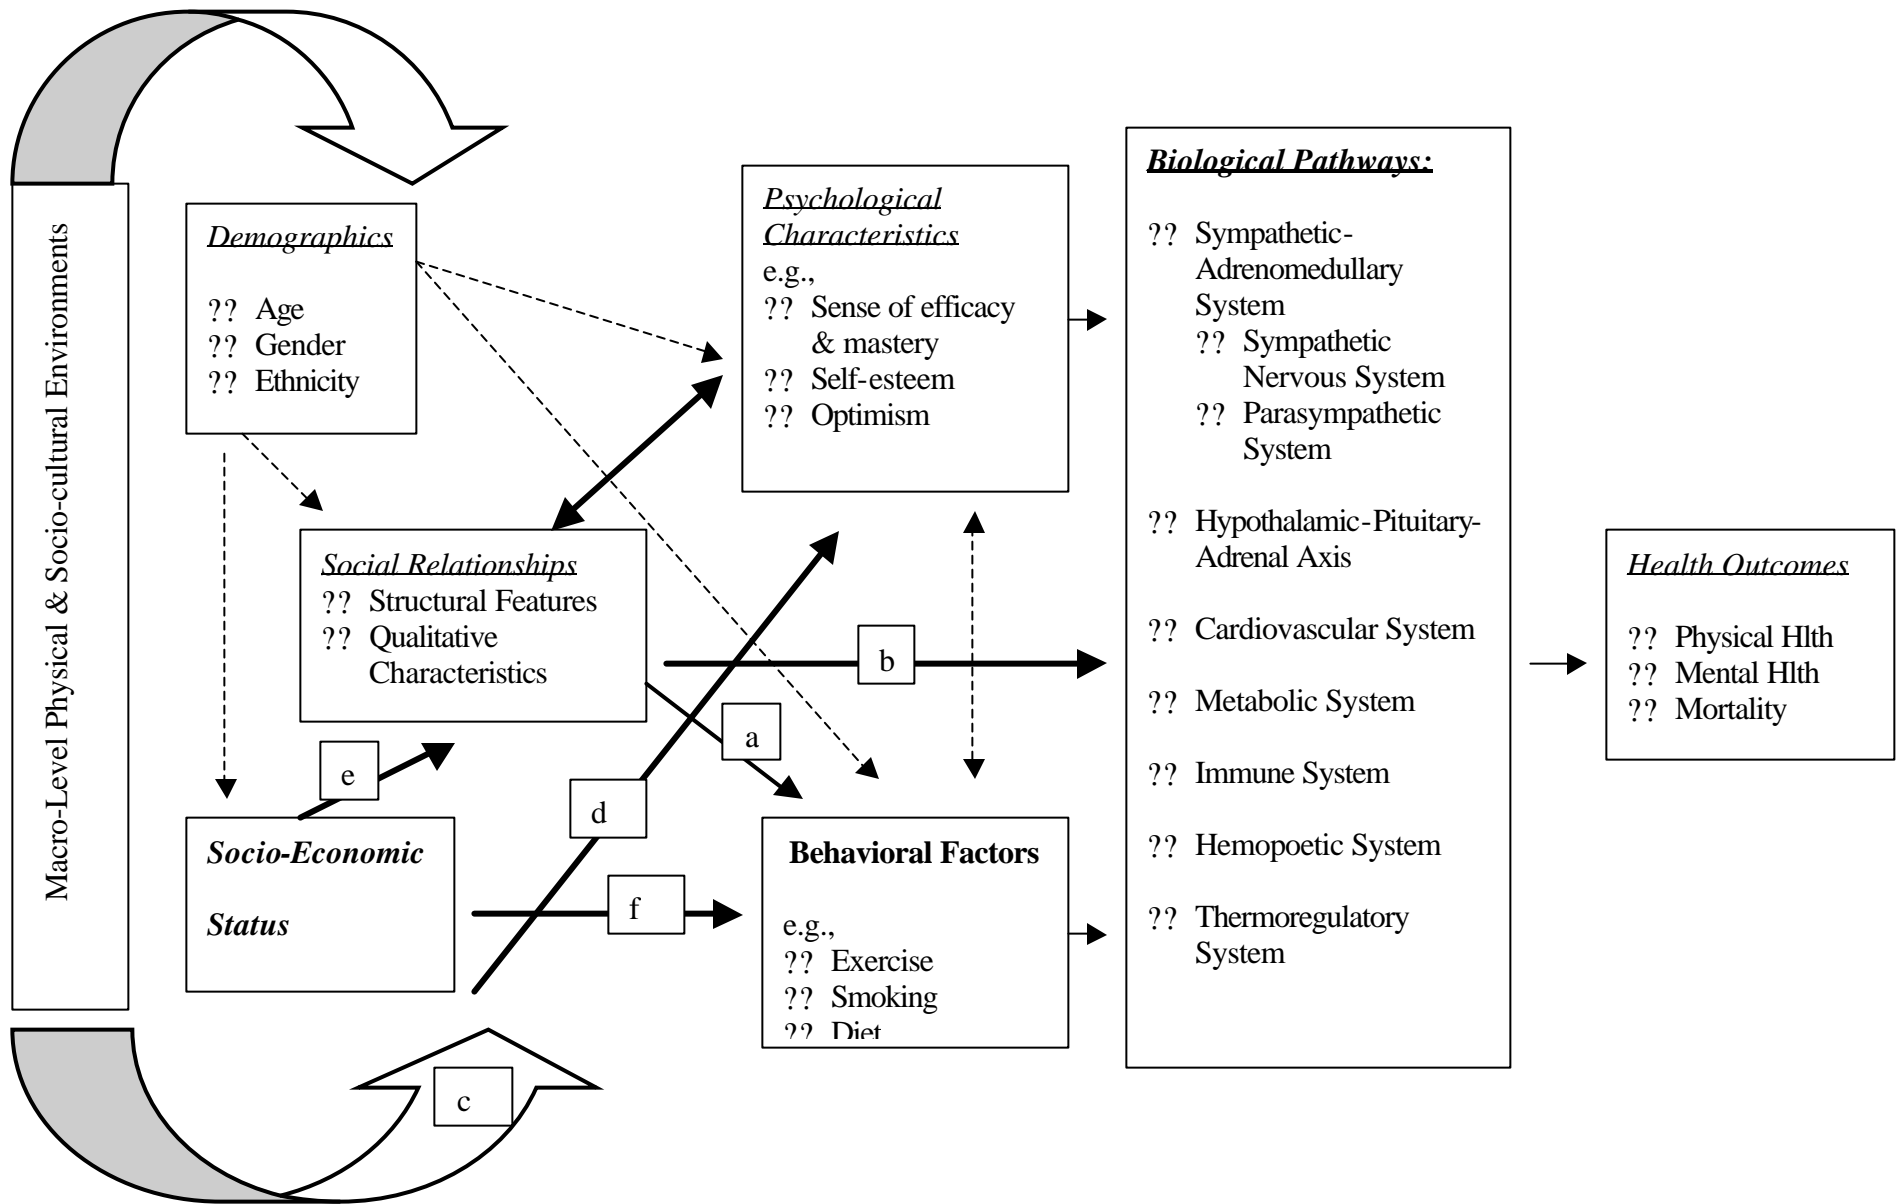 Macro-Level Physical & Socio-cultural Environments
Demographics
?? Age
?? Gender
?? Ethnicity
Psychological
Characteristics
e.g.,
?? Sense of efficacy
& mastery
?? Self-esteem
?? Optimism
Biological Pathways:
?? Sympathetic-
Adrenomedullary
System
?? Sympathetic
Nervous System
?? Parasympathetic
System
?? Hypothalamic-Pituitary-
Adrenal Axis
?? Cardiovascular System
?? Metabolic System
?? Immune System
?? Hemopoetic System
?? Thermoregulatory
System
Social Relationships
?? Structural Features
?? Qualitative
Characteristics
Health Outcomes
?? Physical Hlth
?? Mental Hlth
?? Mortality
b
a
e
d
Socio-Economic
Status
f
Behavioral Factors
e.g.,
?? Exercise
?? Smoking
?? Diet
c